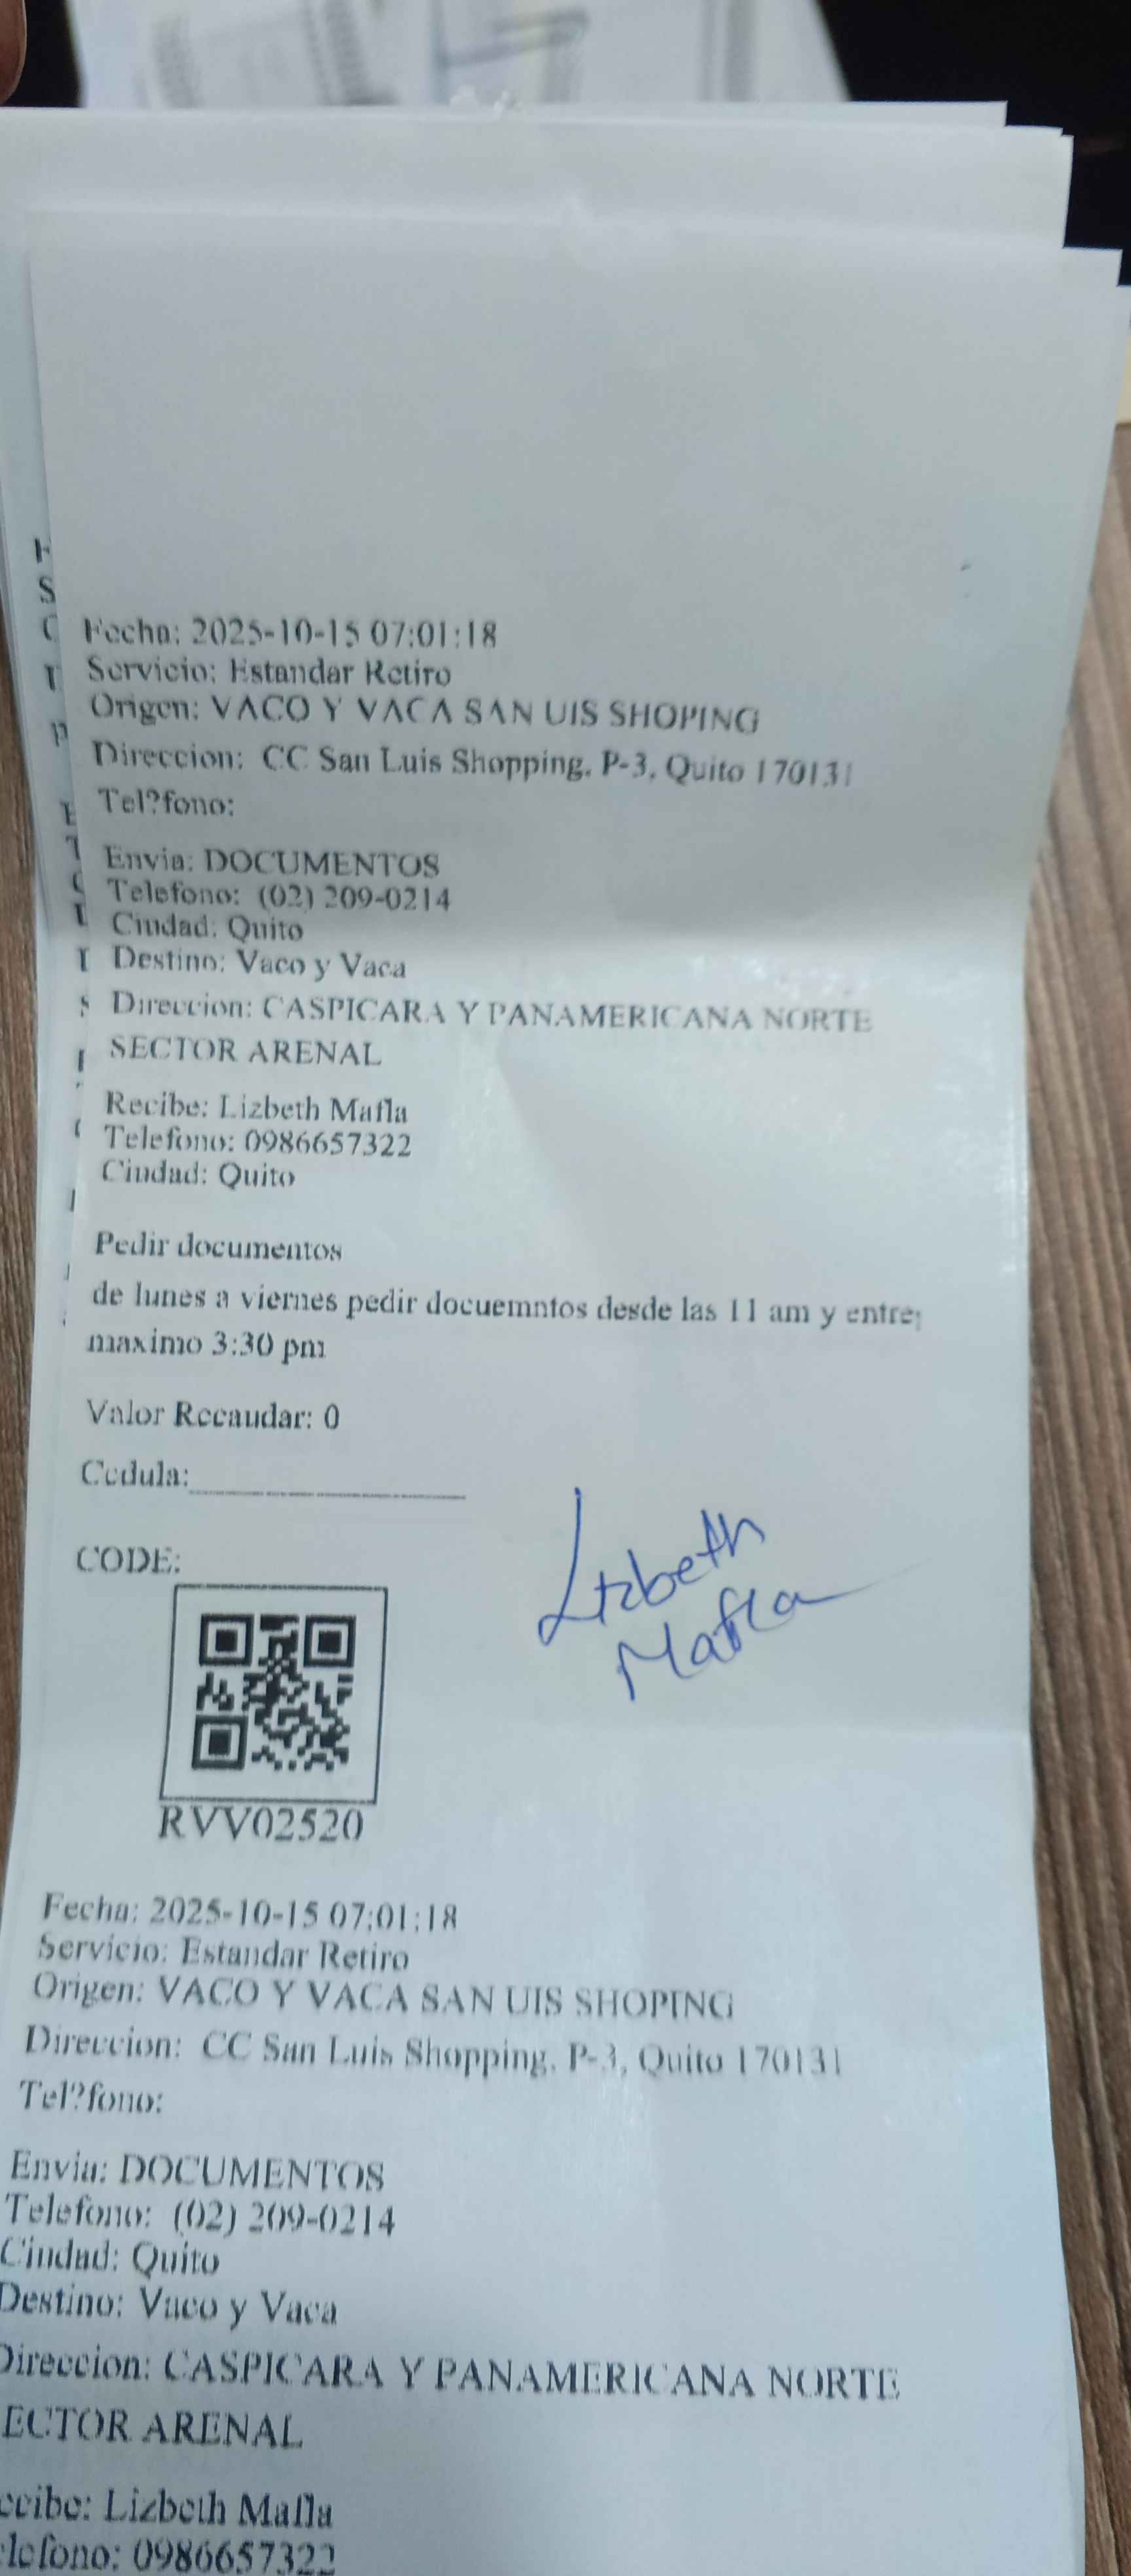 Fecha: 2025-10-15 07:01:18
Servicio: Estandar Retiro
Origen: VACO Y VACA SAN UIS SHOPING
Direccion: CC San Luis Shopping, P-3, Quito 170131
Tel?fono:
Envia: DOCUMENTOS
Telefono: (02) 209-0214
Ciudad: Quito
Destino: Vaco y Vaca
Direccion: CASPICARA Y PANAMERICANA NORTE
SECTOR ARENAL
Recibe: Lizbeth Mafla
Telefono: 0986657322
Ciudad: Quito
Pedir documentos
de lunes a viernes pedir docuemntos desde las 11 am y entre
maximo 3:30 pm
Valor Recaudar: 0
Cedula:
Lizbeth
Mafla
CODE:
RVV02520
Fecha: 2025-10-15 07:01:18
Servicio: Estandar Retiro
Origen: VACO Y VACA SAN UIS SHOPING
Direccion: CC San Luis Shopping, P-3, Quito 170131
Tel?fono:
Envia: DOCUMENTOS
Telefono: (02) 209-0214
Ciudad: Quito
Destino: Vaco y Vaca
Direccion: CASPICARA Y PANAMERICANA NORTE
ECTOR ARENAL
ecibe: Lizbeth Mafla
elefono: 0986657322